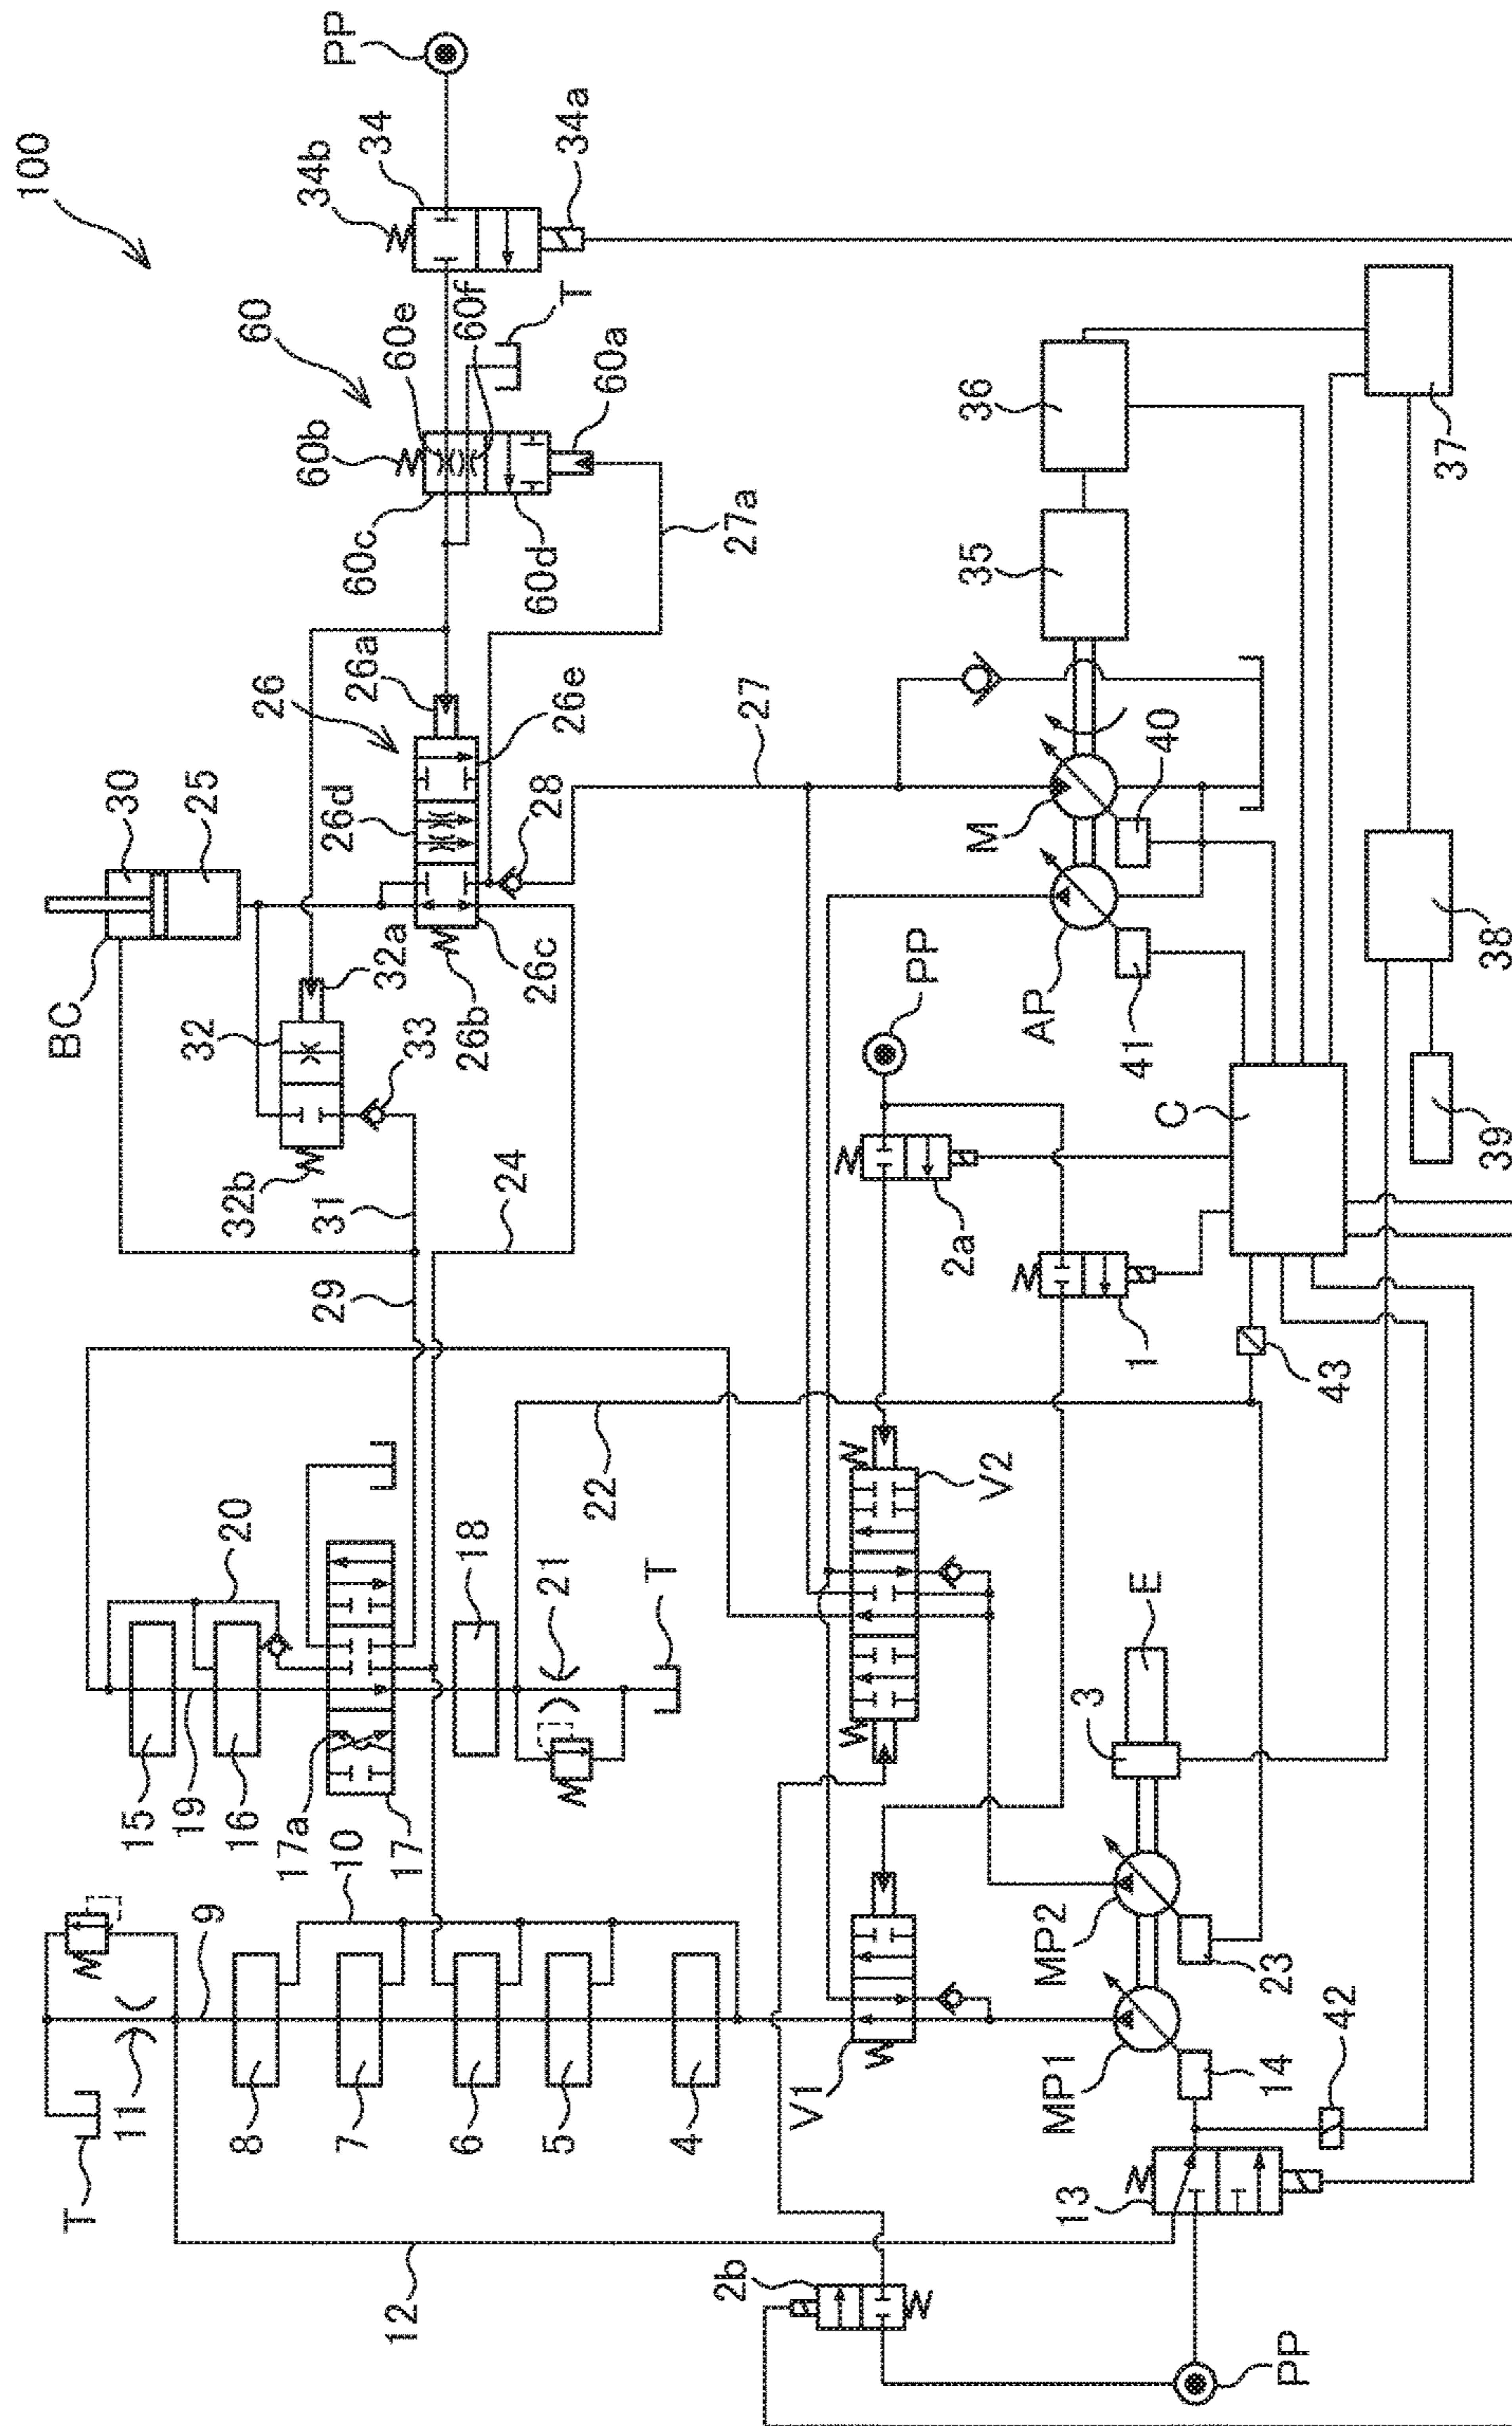 100
PP
34
34b
34a
60
60e
60f
T
60b
60a
60c
60d
27a
26
26a
26e
26d
30
25
28
BC
32
32a
26c
26b
33
32b
31
24
29
27
M
40
AP
41
35
36
37
38
39
PP
C
2a
1
43
20
18
22
21
T
V2
15
19
16
17a
17
10
E
3
9
MP2
23
42
T
11
8
7
6
5
4
V1
MP1
14
13
12
2b
PP